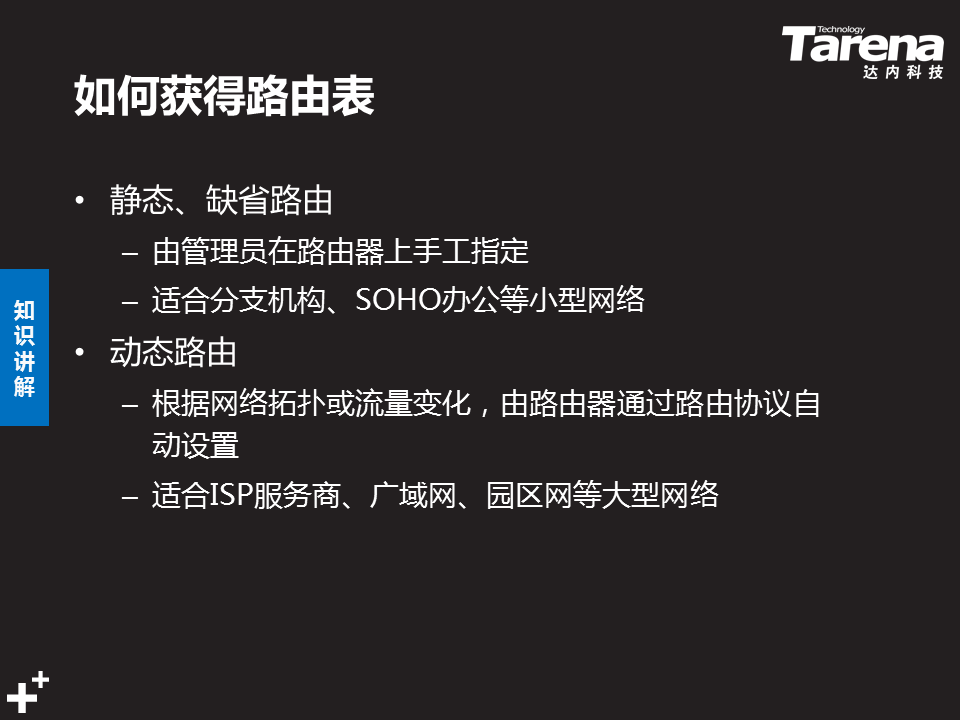 Technology
Tarena
达内科技
如何获得路由表
• 静态、缺省路由
– 由管理员在路由器上手工指定
– 适合分支机构、SOHO办公等小型网络
知识讲解
• 动态路由
– 根据网络拓扑或流量变化，由路由器通过路由协议自
动设置
– 适合ISP服务商、广域网、园区网等大型网络